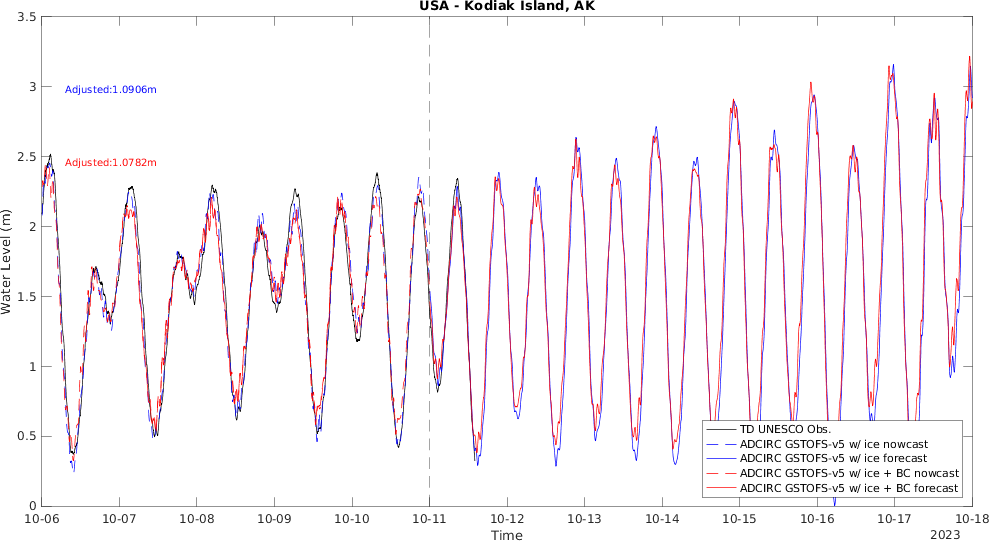 USA - Kodiak Island, AK
3.5
3
2.5
2
1.5
1
0.5
0
Water Level (m)
Adjusted:1.0906m
Adjusted:1.0782m
TD UNESCO Obs.
ADCIRC GSTOFS-v5 w/ ice nowcast
ADCIRC GSTOFS-v5 w/ ice forecast
ADCIRC GSTOFS-v5 w/ ice + BC nowcast
ADCIRC GSTOFS-v5 w/ ice + BC forecast
10-06 10-07 10-08 10-09 10-10 10-11 10-12 10-13 10-14 10-15 10-16 10-17 10-18
Time
2023